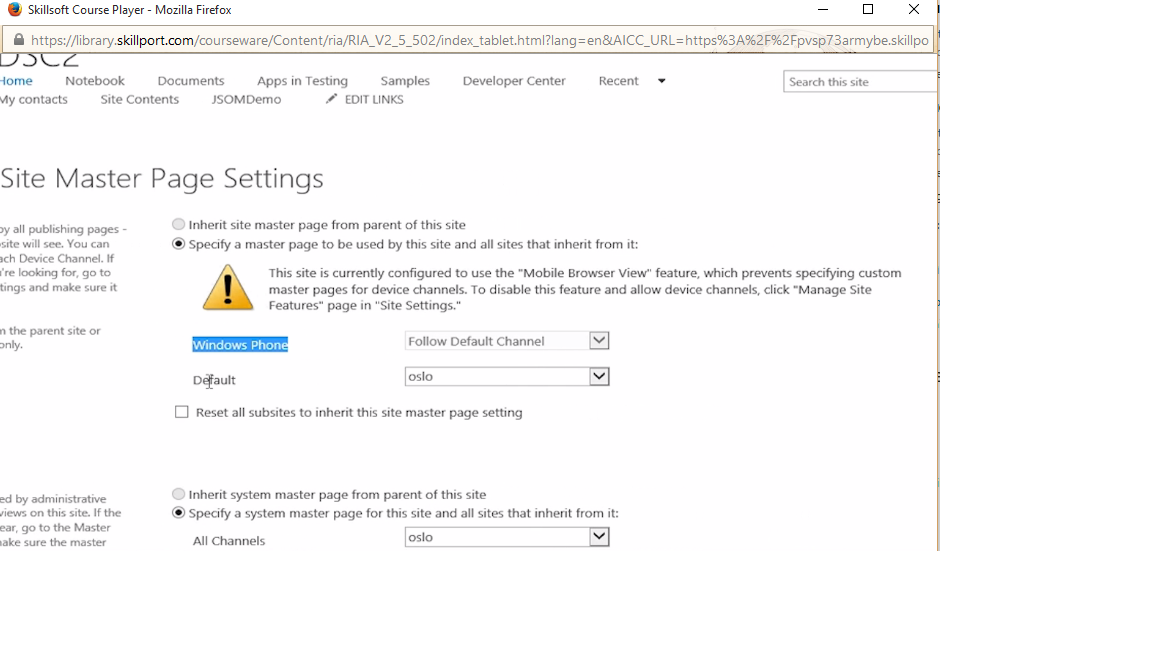 Skillsoft Course Player - Mozilla Firefox
https://library.skillport.com/courseware/Content/ria/RIA_V2_5_502/index_tablet.html?lang=en&AICC_URL=https%3A%2F%2Fpvsp73armybe.skillpo
DSC2
Home Notebook Documents Apps in Testing Samples Developer Center Recent
Search this site
My contacts Site Contents JSOMDemo EDIT LINKS
Site Master Page Settings
by all publishing pages -
site will see. You can
ach Device Channel. If
're looking for, go to
tings and make sure it
m the parent site or
only.
Inherit site master page from parent of this site
Specify a master page to be used by this site and all sites that inherit from it:
This site is currently configured to use the "Mobile Browser View" feature, which prevents specifying custom
master pages for device channels. To disable this feature and allow device channels, click "Manage Site
Features" page in "Site Settings."
Windows Phone Follow Default Channel
Default oslo
Reset all subsites to inherit this site master page setting
ed by administrative
views on this site. If the
ear, go to the Master
nake sure the master
Inherit system master page from parent of this site
Specify a system master page for this site and all sites that inherit from it:
All Channels oslo